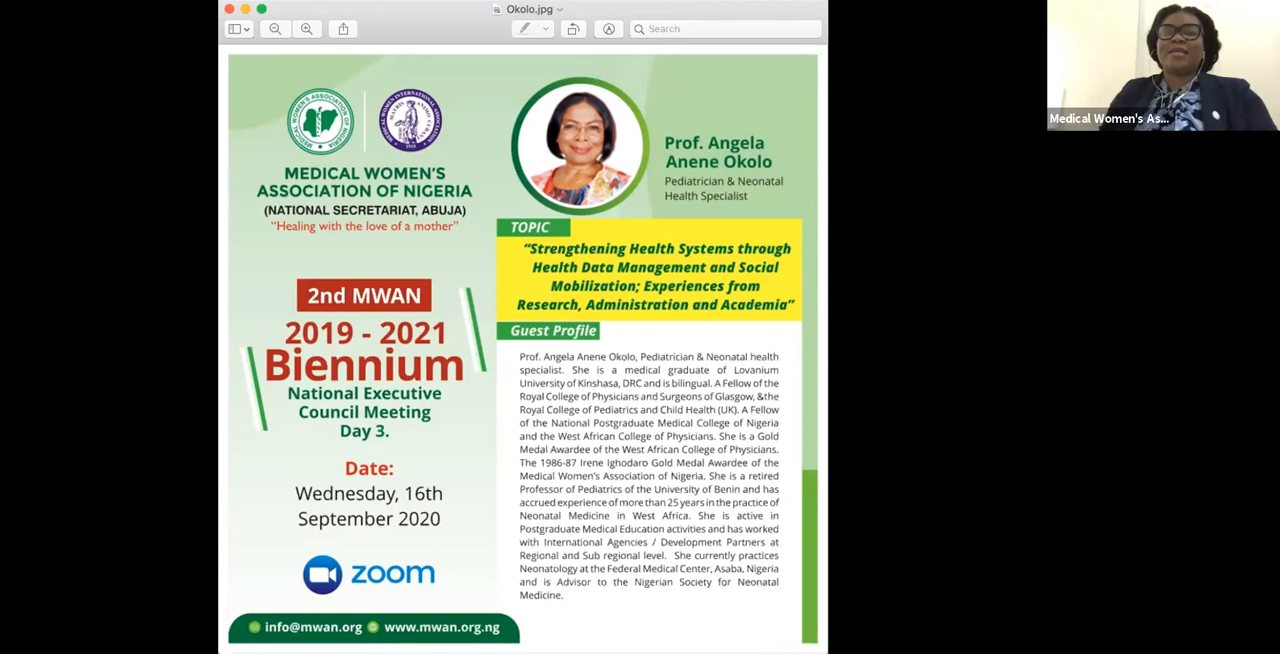 Okolo.jpg
Search
Medical Women's As...
MEDICAL WOMEN'S
ASSOCIATION OF NIGERIA
(NATIONAL SECRETARIAT, ABUJA)
"Healing with the love of a mother"
2nd MWAN
2019 - 2021
Biennium
National Executive
Council Meeting
Day 3.
Date:
Wednesday, 16th
September 2020
zoom
info@mwan.org www.mwan.org.ng
Prof. Angela
Anene Okolo
Pediatrician & Neonatal
Health Specialist
TOPIC
"Strengthening Health Systems through
Health Data Management and Social
Mobilization; Experiences from
Research, Administration and Academia"
Guest Profile
Prof. Angela Anene Okolo, Pediatrician & Neonatal health
specialist. She is a medical graduate of Lovanium
University of Kinshasa, DRC and is bilingual. A Fellow of the
Royal College of Physicians and Surgeons of Glasgow, &the
Royal College of Pediatrics and Child Health (UK). A Fellow
of the National Postgraduate Medical College of Nigeria
and the West African College of Physicians. She is a Gold
Medal Awardee of the West African College of Physicians.
The 1986-87 Irene Ighodaro Gold Medal Awardee of the
Medical Women's Association of Nigeria. She is a retired
Professor of Pediatrics of the University of Benin and has
accrued experience of more than 25 years in the practice of
Neonatal Medicine in West Africa. She is active in
Postgraduate Medical Education activities and has worked
with International Agencies / Development Partners at
Regional and Sub regional level. She currently practices
Neonatology at the Federal Medical Center, Asaba, Nigeria
and is Advisor to the Nigerian Society for Neonatal
Medicine.